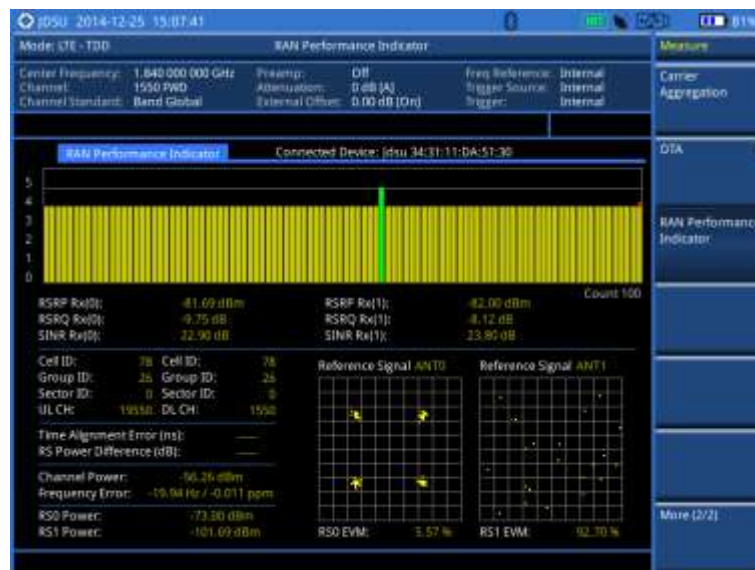 JDSU 2014-12-25 15:07:41 81%
Mode: LTE - TDD RAN Performance Indicator Measure
Center Frequency: 1.840 000 000 GHz Preamp: Off Freq Reference: Internal
Channel: 1550 FWD Attenuation: 0 dB [A] Trigger Source: Internal
Channel Standard: Band Global External Offset: 0.00 dB [On] Trigger: Internal
Carrier
Aggregation
RAN Performance Indicator Connected Device: Jdsu 34:31:11:DA:51:30
OTA
5
4
3
2
1
0
RAN Performanc
Indicator
Count 100
RSRP Rx(0): -81.69 dBm RSRP Rx(1): -82.00 dBm
RSRQ Rx(0): -9.75 dB RSRQ Rx(1): -8.12 dB
SINR Rx(0): 22.90 dB SINR Rx(1): 23.80 dB
Cell ID: 78 Cell ID: 78
Group ID: 26 Group ID: 26
Sector ID: 0 Sector ID: 0
UL CH: 19550 DL CH: 1550
Reference Signal ANT0 Reference Signal ANT1
Time Alignment Error (ns): ----
RS Power Difference (dB): ----
Channel Power: -56.26 dBm
Frequency Error: -19.94 Hz / -0.011 ppm
RS0 Power: -73.80 dBm
RS1 Power: -101.69 dBm
RS0 EVM: 5.57 % RS1 EVM: 92.70 %
More (2/2)